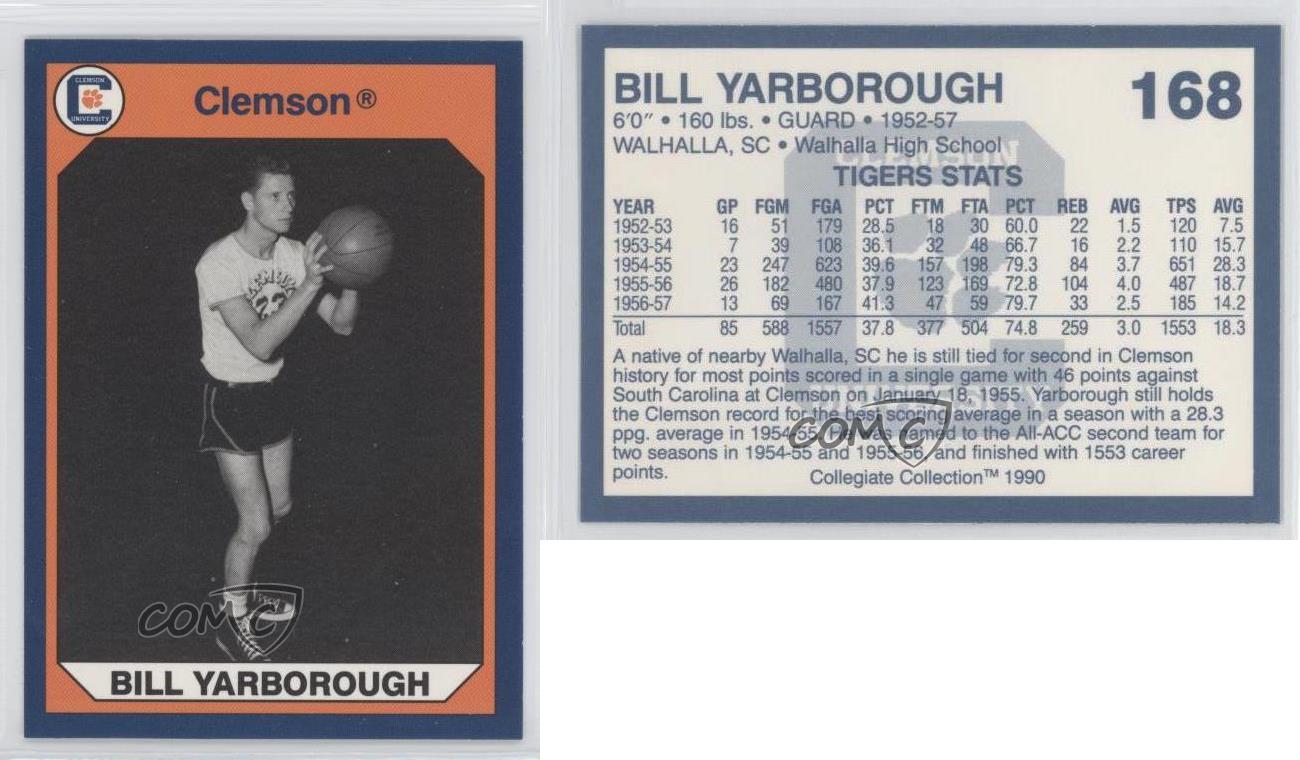 CLEMSON
UNIVERSITY
Clemson®
CLEMSON
COMC
BILL YARBOROUGH
BILL YARBOROUGH 168
6'0" • 160 lbs. • GUARD • 1952-57
WALHALLA, SC • Walhalla High School
CLEMSON
TIGERS STATS
YEAR GP FGM FGA PCT FTM FTA PCT REB AVG TPS AVG
1952-53 16 51 179 28.5 18 30 60.0 22 1.5 120 7.5
1953-54 7 39 108 36.1 32 48 66.7 16 2.2 110 15.7
1954-55 23 247 623 39.6 157 198 79.3 84 3.7 651 28.3
1955-56 26 182 480 37.9 123 169 72.8 104 4.0 487 18.7
1956-57 13 69 167 41.3 47 59 79.7 33 2.5 185 14.2
Total 85 588 1557 37.8 377 504 74.8 259 3.0 1553 18.3
A native of nearby Walhalla, SC he is still tied for second in Clemson
history for most points scored in a single game with 46 points against
South Carolina at Clemson on January 18, 1955. Yarborough still holds
the Clemson record for the best scoring average in a season with a 28.3
ppg. average in 1954-55. He was named to the All-ACC second team for
two seasons in 1954-55 and 1955-56, and finished with 1553 career
points.
Collegiate Collection™ 1990
UNIVERSITY
COMC